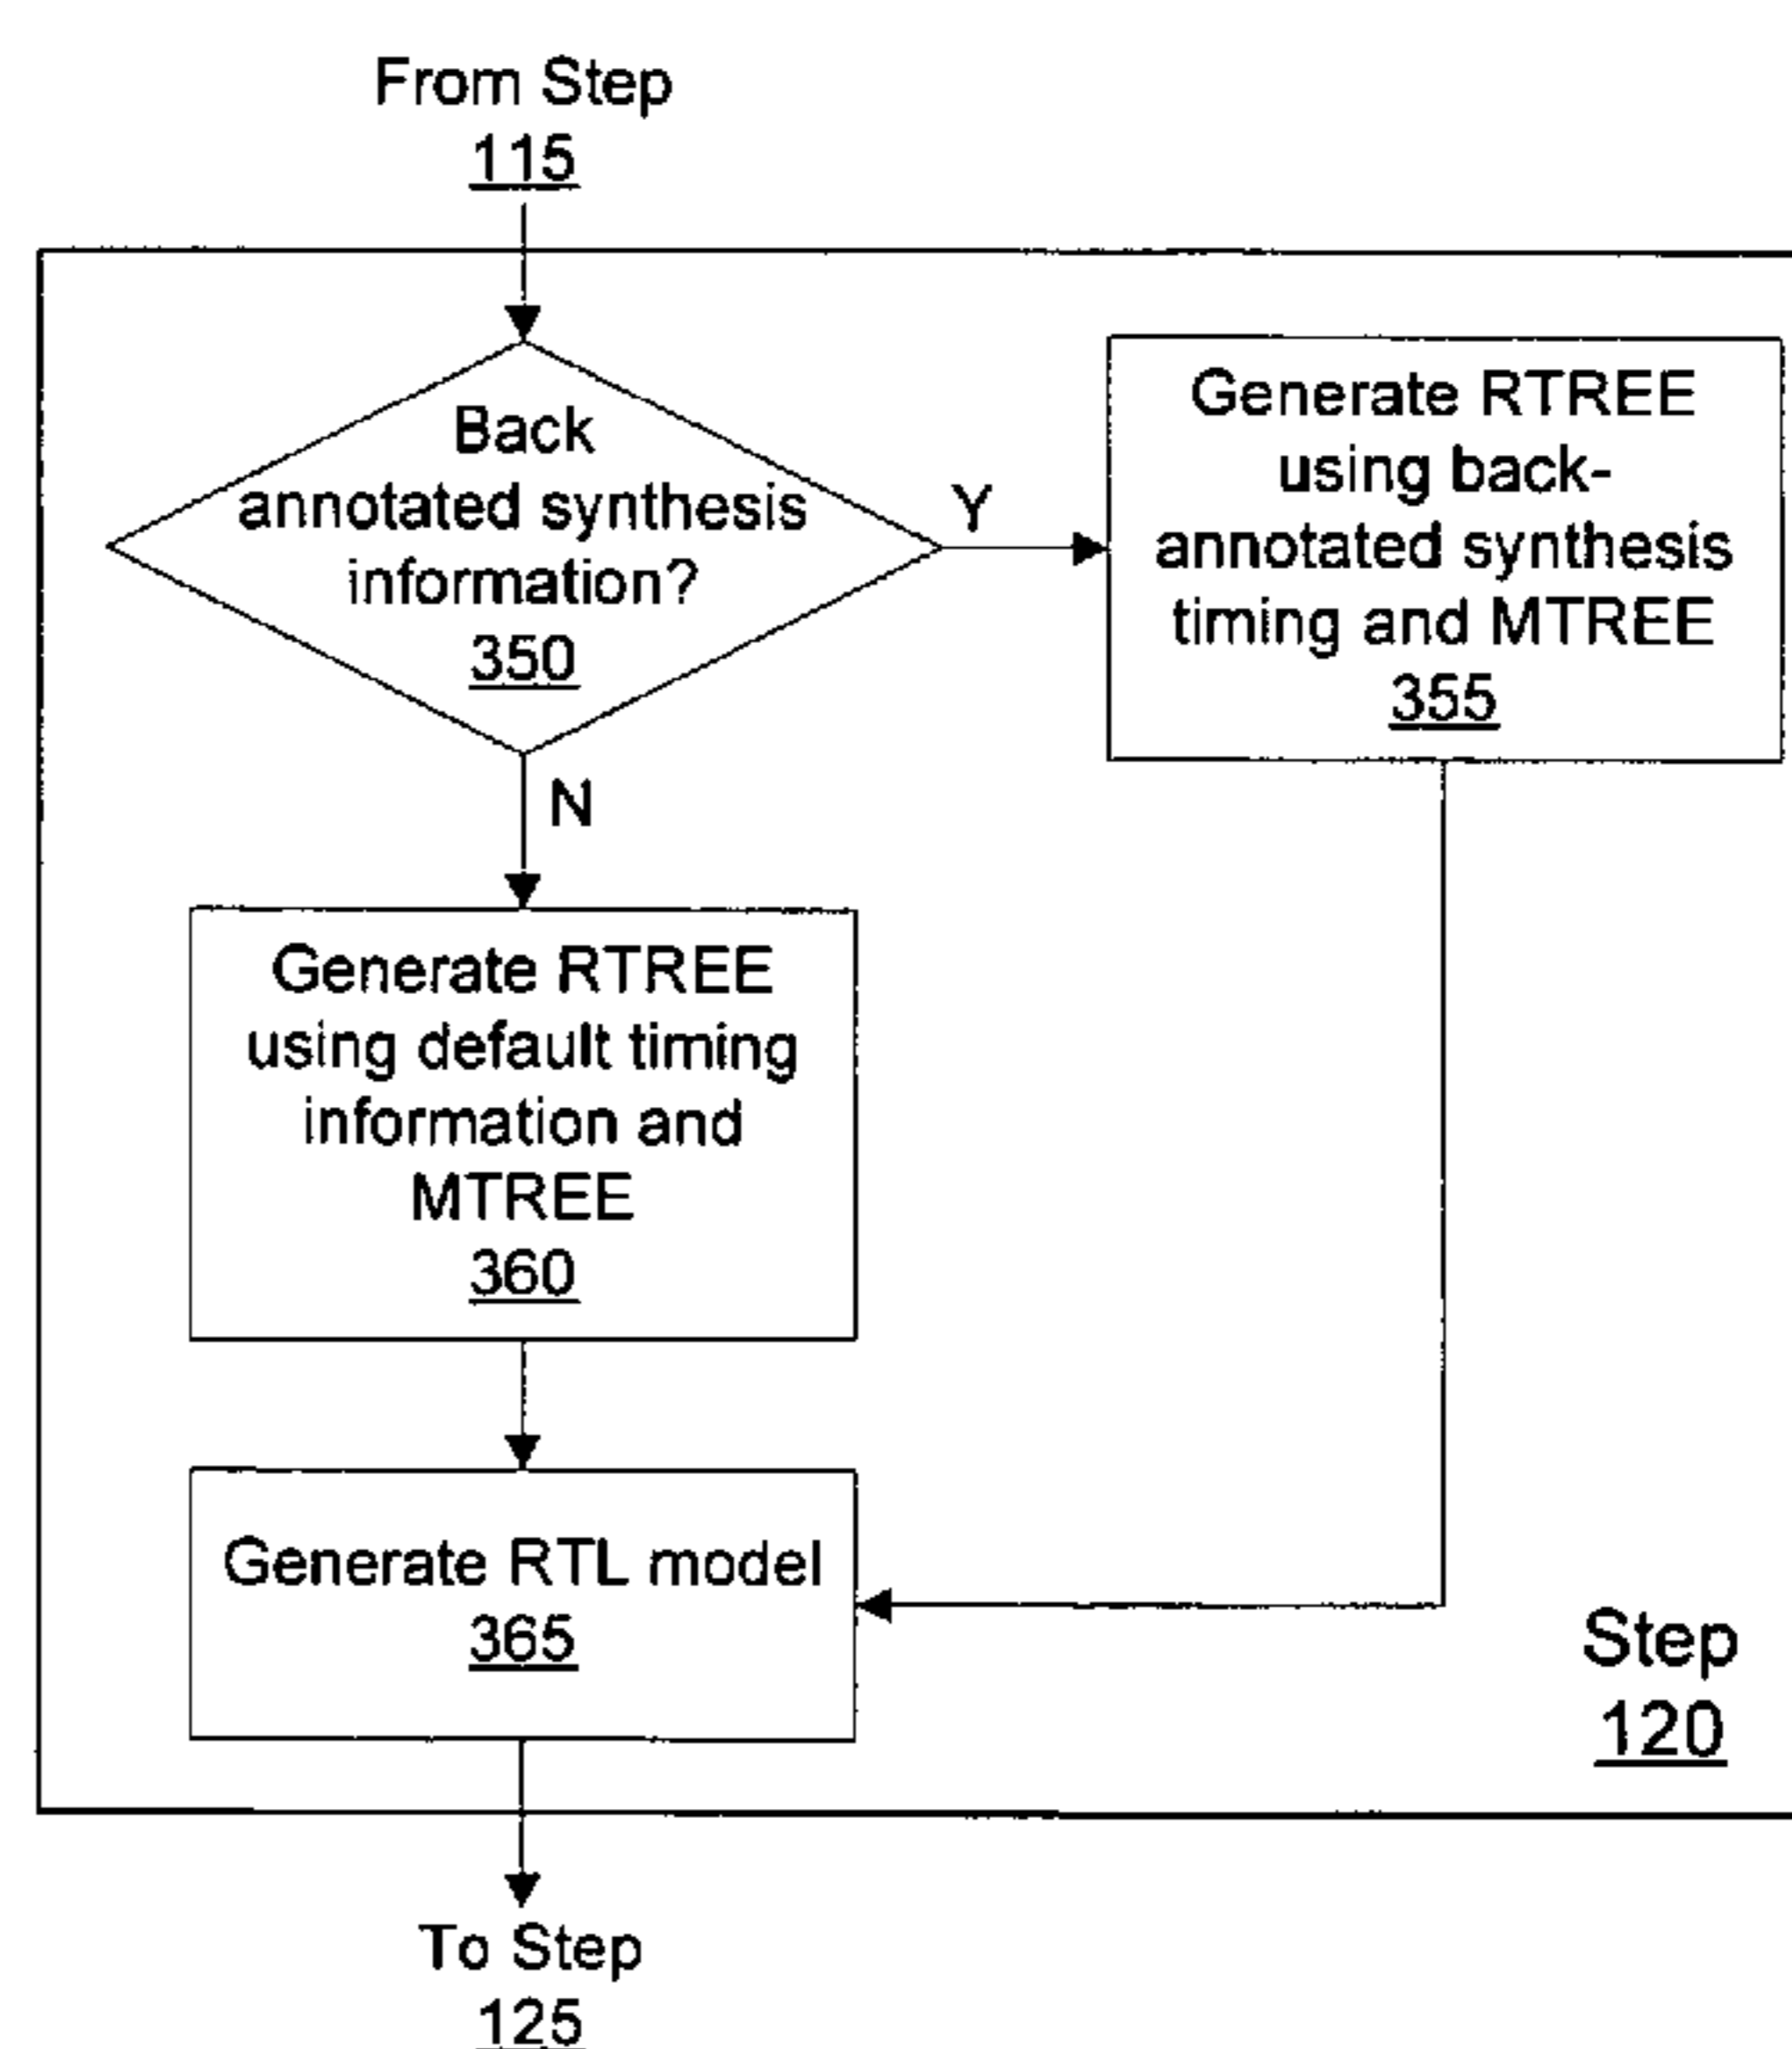 From Step
115
Back
annotated synthesis
information?
350
Y
Generate RTREE
using back-
annotated synthesis
timing and MTREE
355
N
Generate RTREE
using default timing
information and
MTREE
360
Generate RTL model
365
Step
120
To Step
125